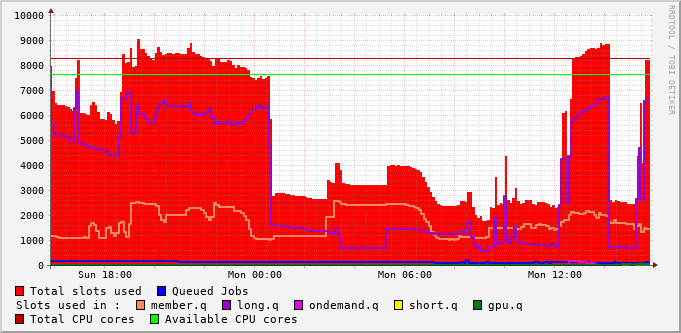 10000
9000
8000
7000
6000
5000
4000
3000
2000
1000
0
Sun 18:00 Mon 00:00 Mon 06:00 Mon 12:00
Total slots used Queued Jobs
Slots used in : member.q long.q ondemand.q short.q gpu.q
Total CPU cores Available CPU cores
RRDTOOL / TOBI OETIKER